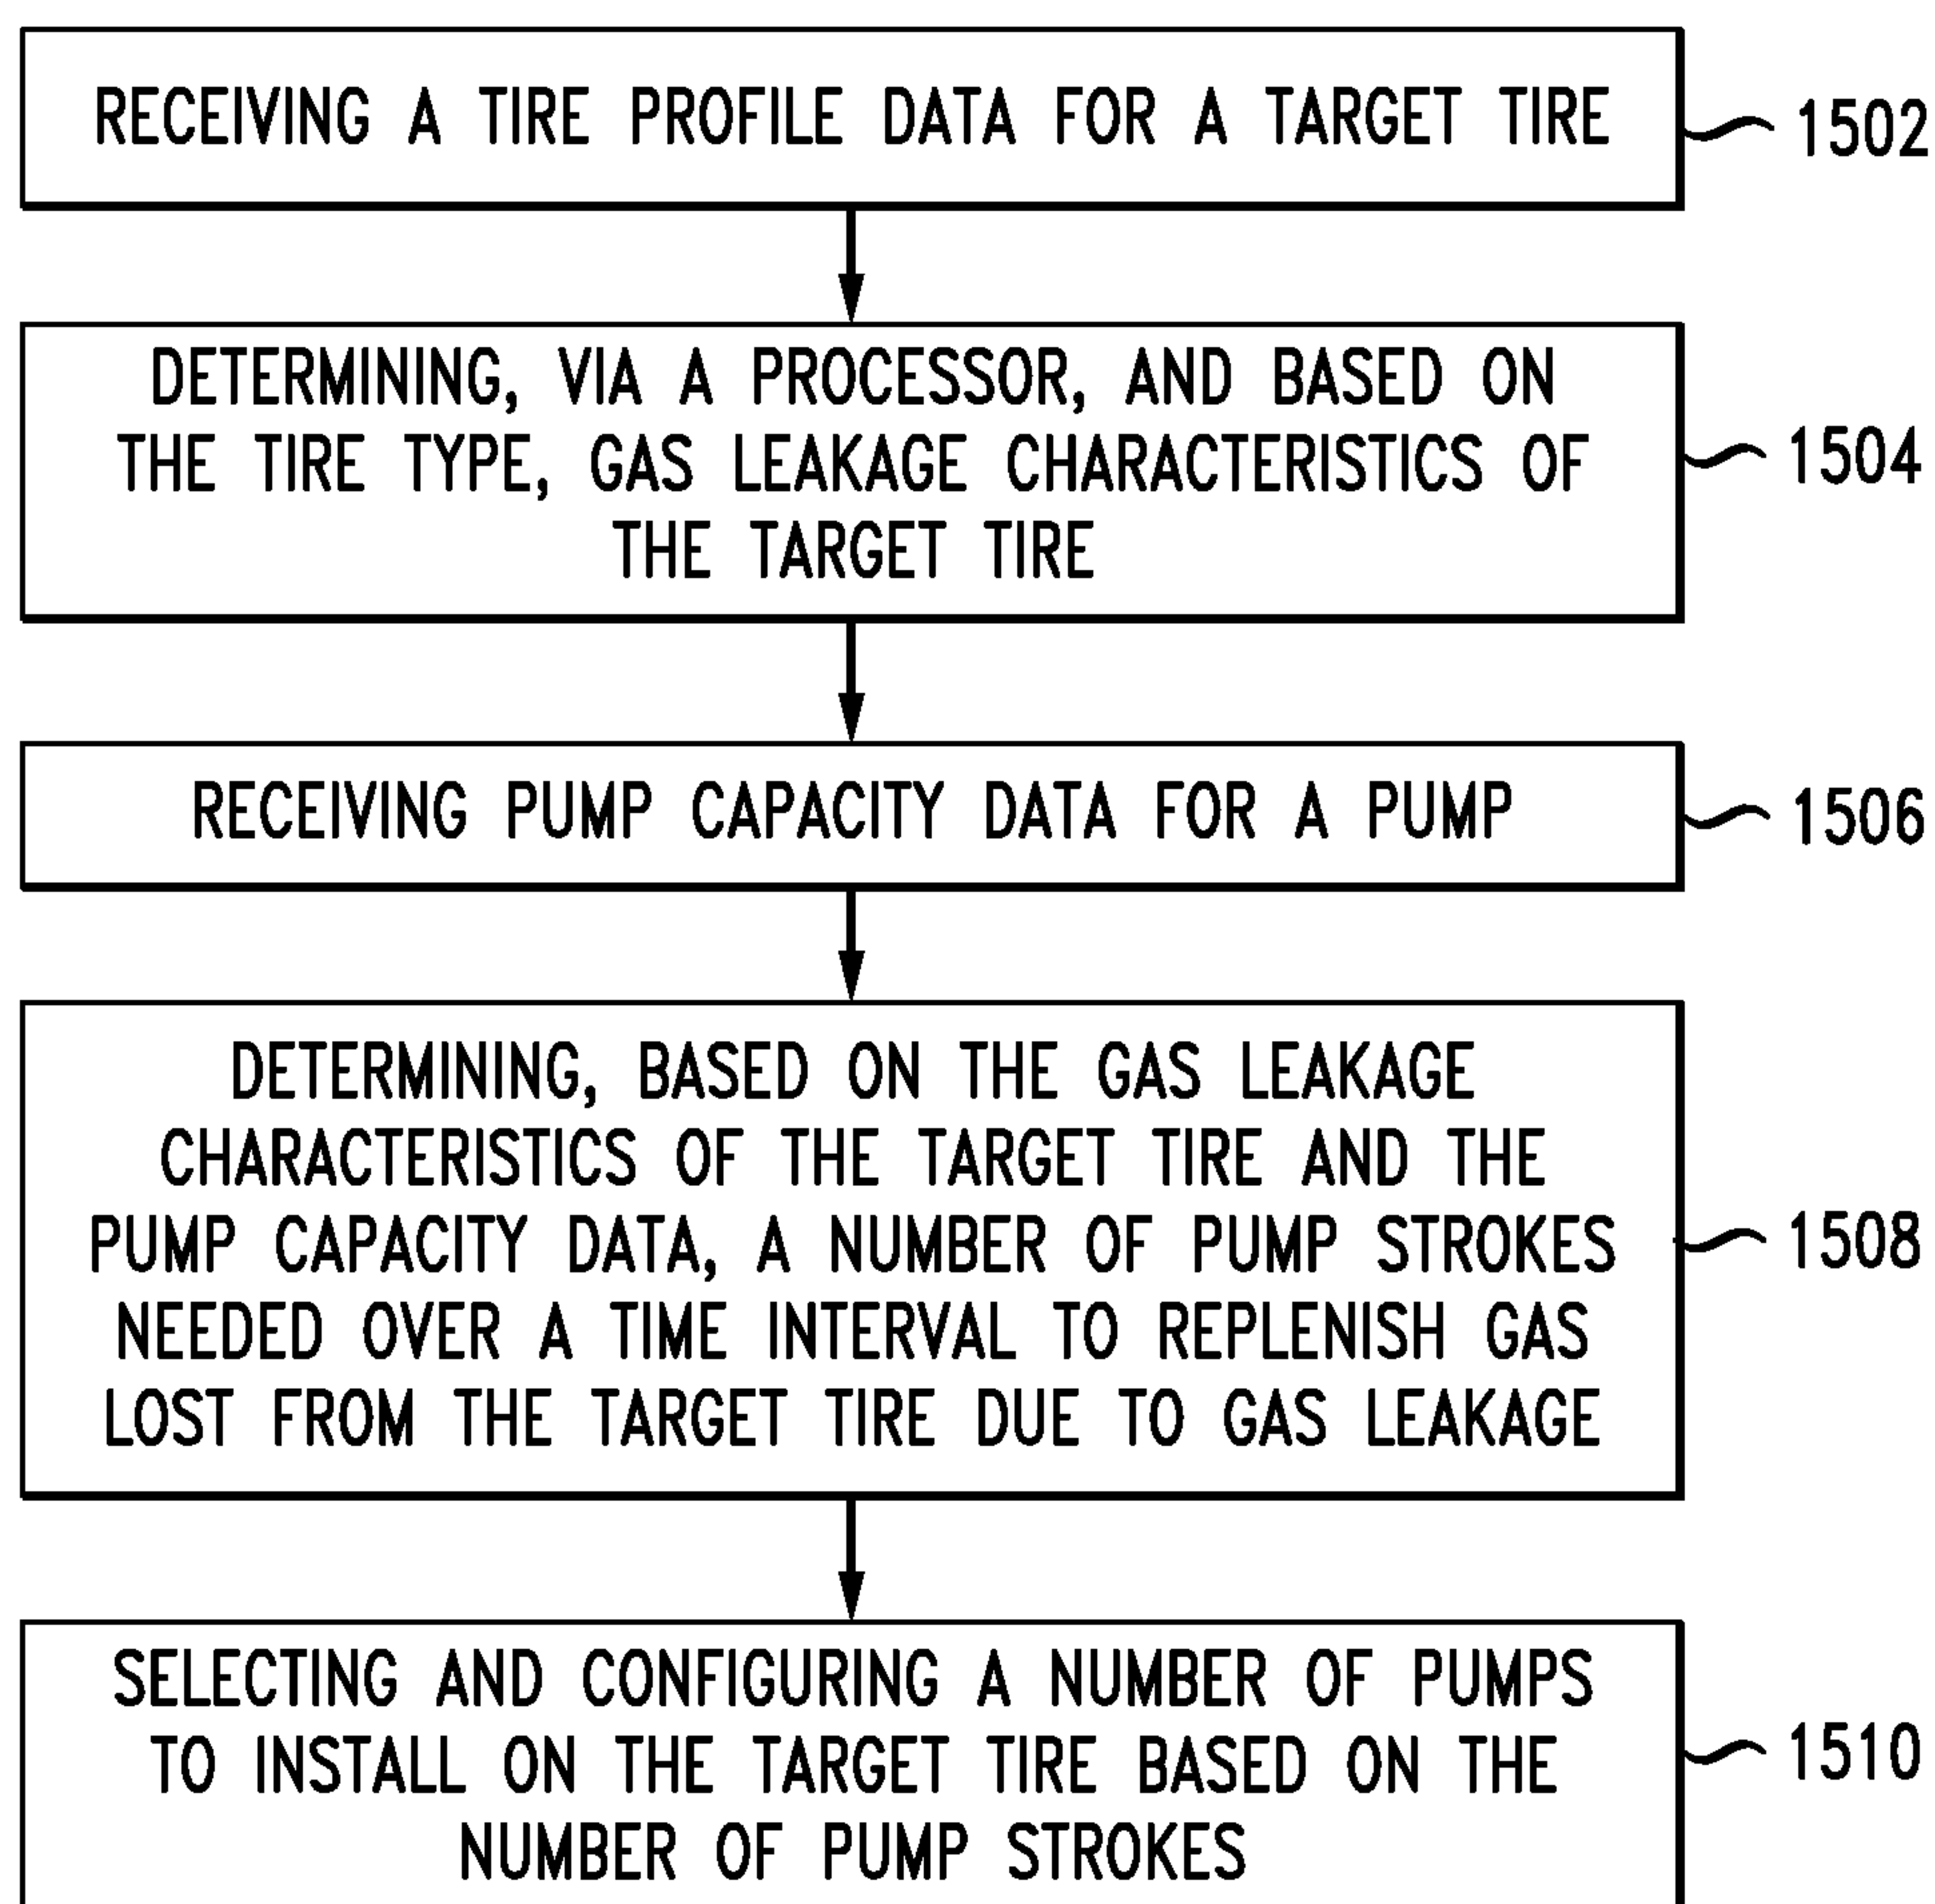 RECEIVING A TIRE PROFILE DATA FOR A TARGET TIRE
1502
DETERMINING, VIA A PROCESSOR, AND BASED ON
THE TIRE TYPE, GAS LEAKAGE CHARACTERISTICS OF
THE TARGET TIRE
1504
RECEIVING PUMP CAPACITY DATA FOR A PUMP
1506
DETERMINING, BASED ON THE GAS LEAKAGE
CHARACTERISTICS OF THE TARGET TIRE AND THE
PUMP CAPACITY DATA, A NUMBER OF PUMP STROKES
NEEDED OVER A TIME INTERVAL TO REPLENISH GAS
LOST FROM THE TARGET TIRE DUE TO GAS LEAKAGE
1508
SELECTING AND CONFIGURING A NUMBER OF PUMPS
TO INSTALL ON THE TARGET TIRE BASED ON THE
NUMBER OF PUMP STROKES
1510